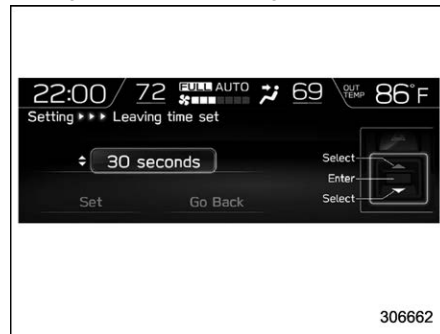 22:00 72 FULL AUTO 69 OUT TEMP 86°F
Setting ▸▸▸ Leaving time set
30 seconds
Select
Enter
Select
Set Go Back
306662